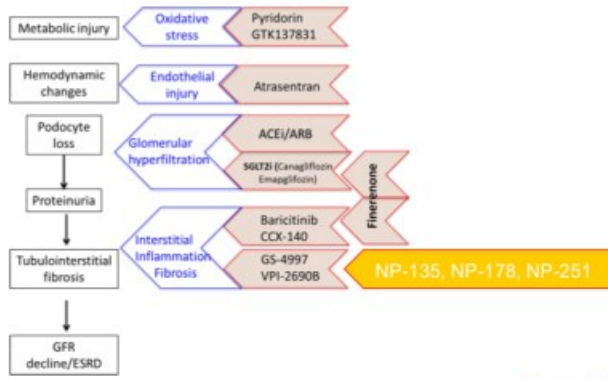 Metabolic injury
Oxidative
stress
Pyridorin
GTK137831
Hemodynamic
changes
Endothelial
injury
Atrasentran
Podocyte
loss
Glomerular
hyperfiltration
ACEi/ARB
SGLT2i (Canagliflozin
Emapglifozin)
Finerenone
Proteinuria
Interstitial
Inflammation
Fibrosis
Baricitinib
CCX-140
Tubulointerstitial
fibrosis
GS-4997
VPI-2690B
NP-135, NP-178, NP-251
GFR
decline/ESRD